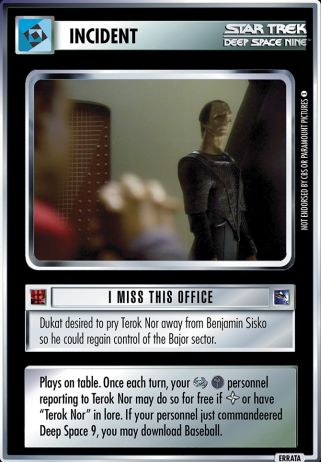 INCIDENT
STAR TREK
DEEP SPACE NINE
NOT ENDORSED BY CBS OR PARAMOUNT PICTURES
I MISS THIS OFFICE
Dukat desired to pry Terok Nor away from Benjamin Sisko
so he could regain control of the Bajor sector.
Plays on table. Once each turn, your personnel
reporting to Terok Nor may do so for free if or have
"Terok Nor" in lore. If your personnel just commandeered
Deep Space 9, you may download Baseball.
ERRATA